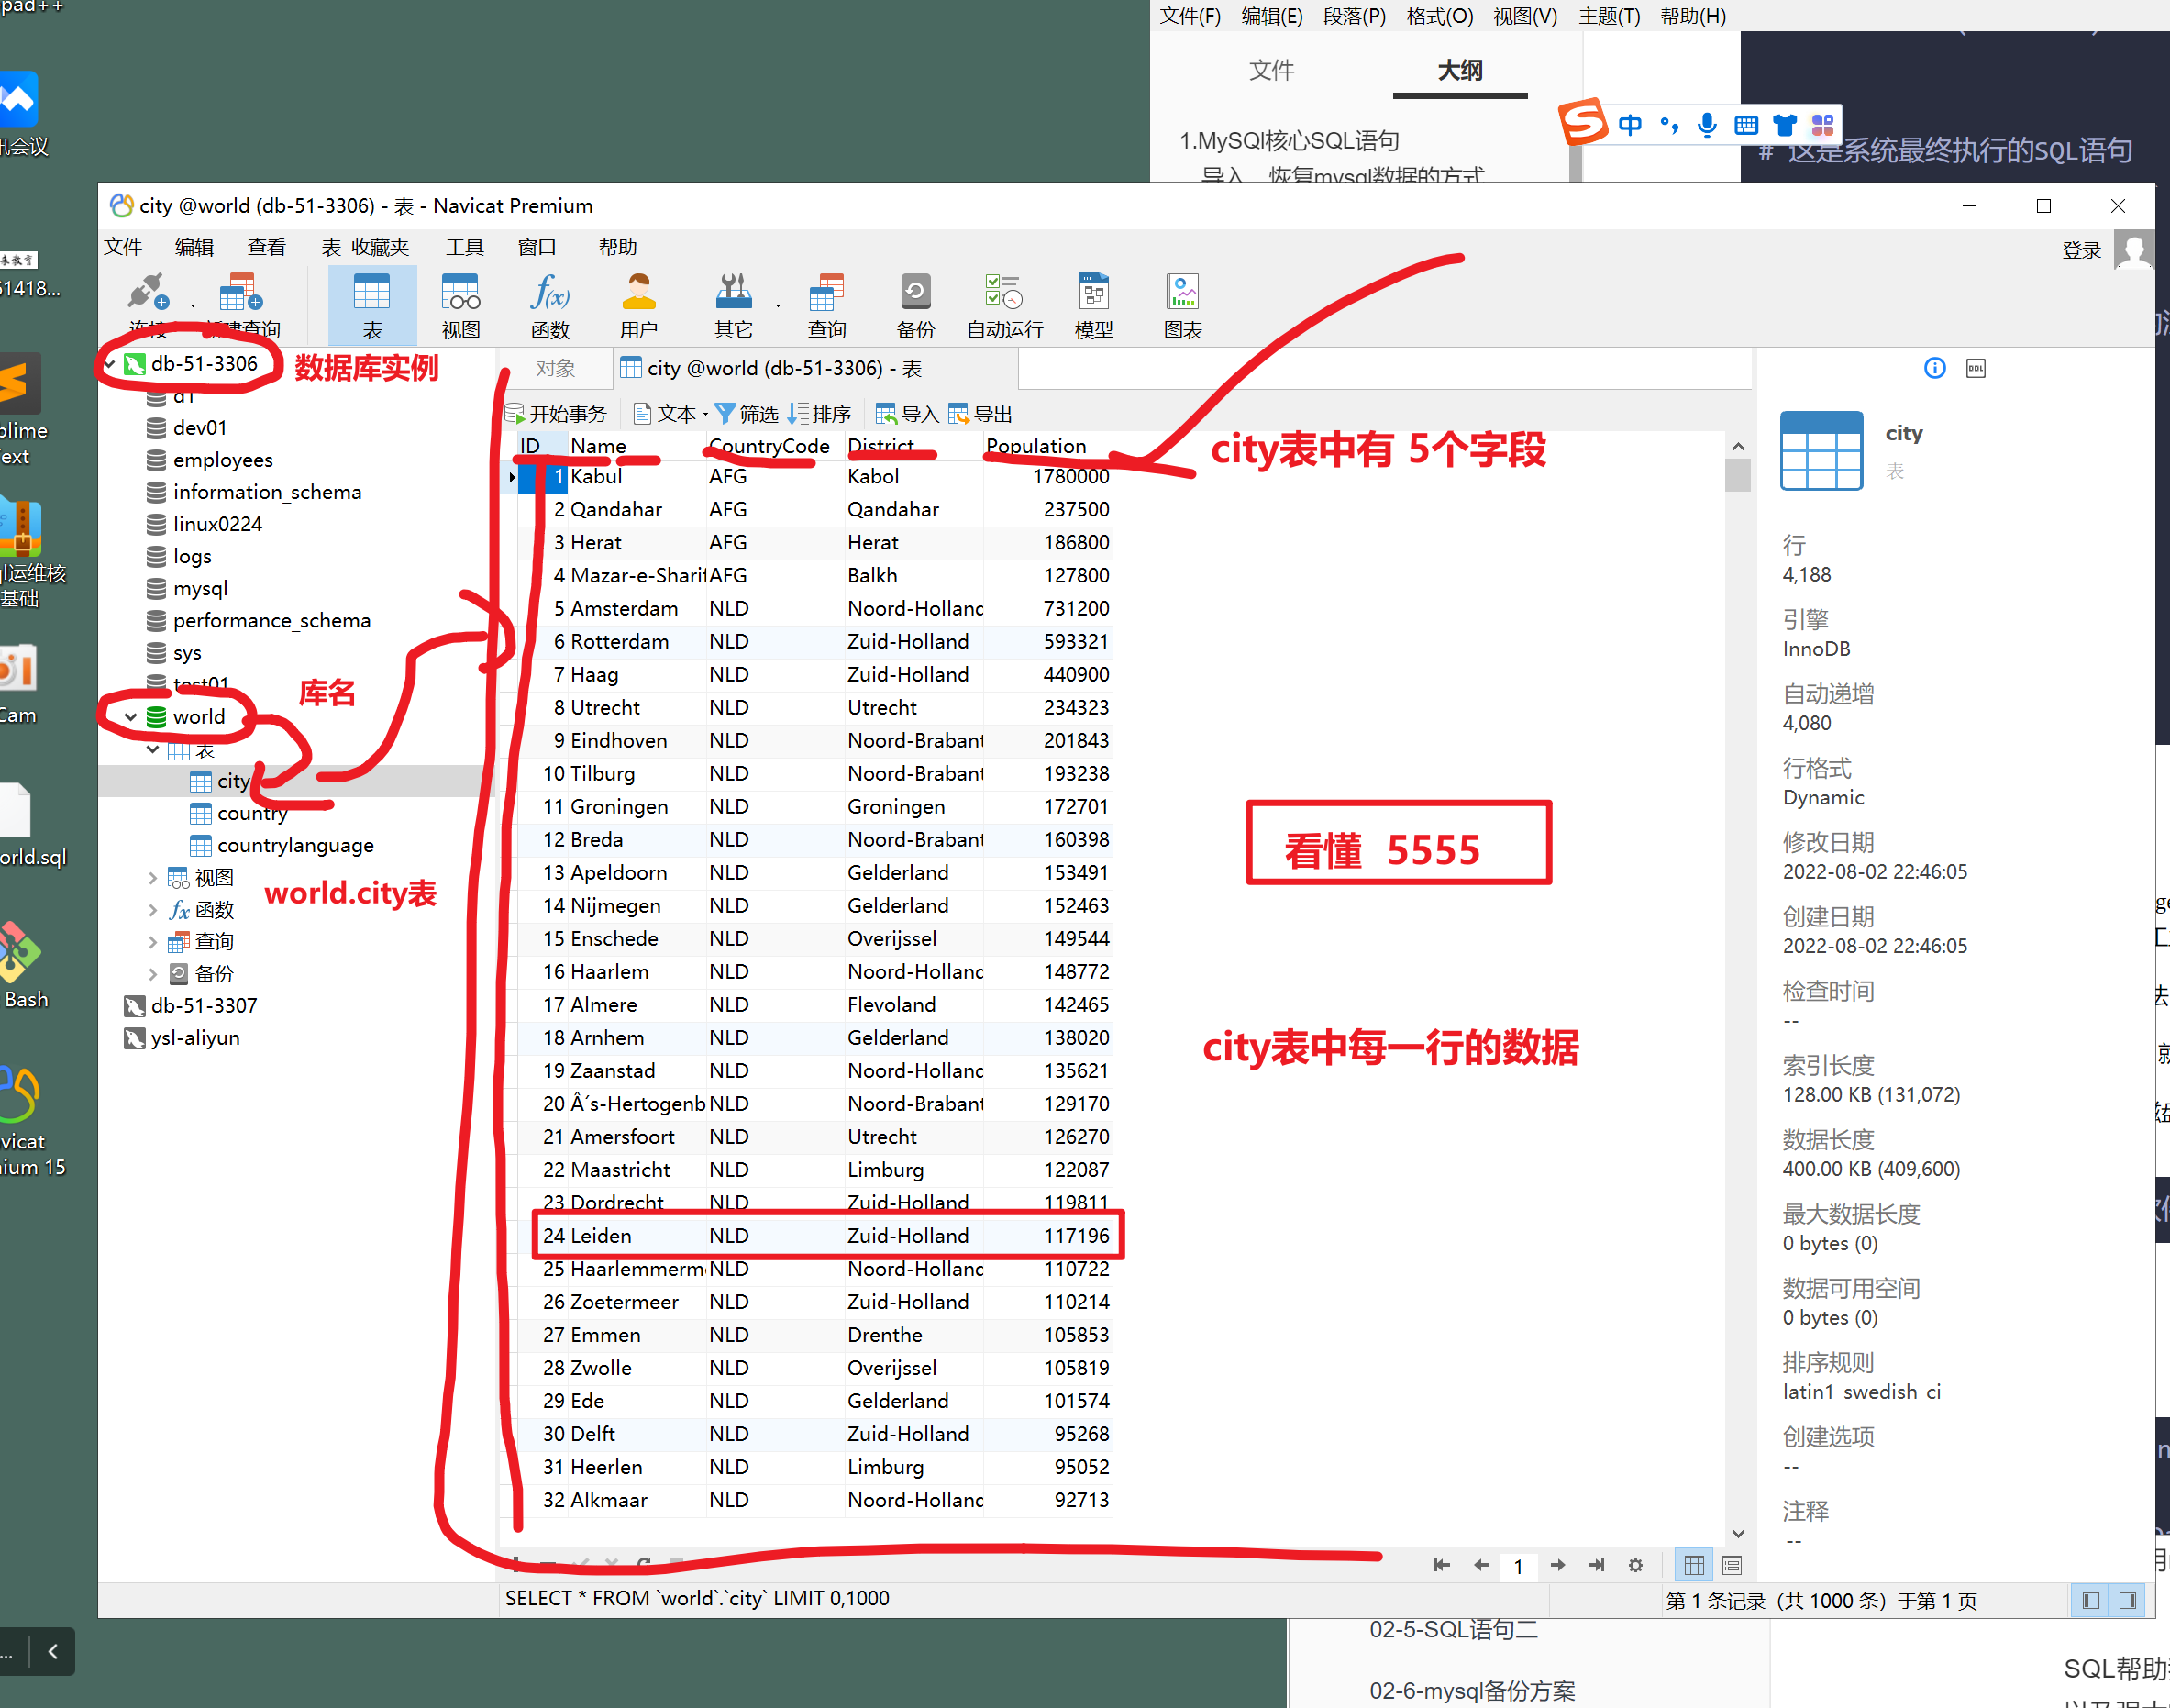 pad++
文件(F) 编辑(E) 段落(P) 格式(O) 视图(V) 主题(T) 帮助(H)
文件 大纲
1.MySQl核心SQL语句
导入、恢复mysql数据的方式
中
# 这是系统最终执行的SQL语句
讯会议
51418...
blime
Text
ql运维核
基础
Cam
orld.sql
Bash
vicat
nium 15
city @world (db-51-3306) - 表 - Navicat Premium
文件 编辑 查看 表 收藏夹 工具 窗口 帮助
登录
连接 新建查询 表 视图 函数 用户 其它 查询 备份 自动运行 模型 图表
db-51-3306 数据库实例
d1
dev01
employees
information_schema
linux0224
logs
mysql
performance_schema
sys
test01
库名
world
表
city
country
countrylanguage
视图
world.city表
函数
查询
备份
db-51-3307
ysl-aliyun
对象 city @world (db-51-3306) - 表
开始事务 文本 筛选 排序 导入 导出
ID Name CountryCode District Population
city表中有 5个字段
1 Kabul AFG Kabol 1780000
2 Qandahar AFG Qandahar 237500
3 Herat AFG Herat 186800
4 Mazar-e-Sharif AFG Balkh 127800
5 Amsterdam NLD Noord-Holland 731200
6 Rotterdam NLD Zuid-Holland 593321
7 Haag NLD Zuid-Holland 440900
8 Utrecht NLD Utrecht 234323
9 Eindhoven NLD Noord-Brabant 201843
10 Tilburg NLD Noord-Brabant 193238
11 Groningen NLD Groningen 172701
12 Breda NLD Noord-Brabant 160398
13 Apeldoorn NLD Gelderland 153491
14 Nijmegen NLD Gelderland 152463
15 Enschede NLD Overijssel 149544
16 Haarlem NLD Noord-Holland 148772
17 Almere NLD Flevoland 142465
18 Arnhem NLD Gelderland 138020
19 Zaanstad NLD Noord-Holland 135621
20 Â´s-Hertogenb NLD Noord-Brabant 129170
21 Amersfoort NLD Utrecht 126270
22 Maastricht NLD Limburg 122087
23 Dordrecht NLD Zuid-Holland 119811
24 Leiden NLD Zuid-Holland 117196
25 Haarlemmerm NLD Noord-Holland 110722
26 Zoetermeer NLD Zuid-Holland 110214
27 Emmen NLD Drenthe 105853
28 Zwolle NLD Overijssel 105819
29 Ede NLD Gelderland 101574
30 Delft NLD Zuid-Holland 95268
31 Heerlen NLD Limburg 95052
32 Alkmaar NLD Noord-Holland 92713
看懂 5555
city表中每一行的数据
DDL
city
表
行
4,188
引擎
InnoDB
自动递增
4,080
行格式
Dynamic
修改日期
2022-08-02 22:46:05
创建日期
2022-08-02 22:46:05
检查时间
--
索引长度
128.00 KB (131,072)
数据长度
400.00 KB (409,600)
最大数据长度
0 bytes (0)
数据可用空间
0 bytes (0)
排序规则
latin1_swedish_ci
创建选项
--
注释
--
1
SELECT * FROM `world`.`city` LIMIT 0,1000
第 1 条记录 (共 1000 条) 于第 1 页
02-5-SQL语句二
02-6-mysql备份方案
SQL帮助